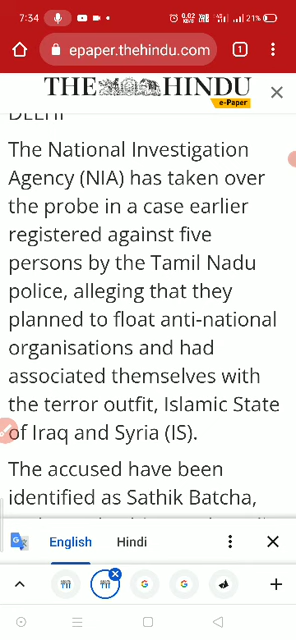 7:34
21%
epaper.thehindu.com
1
THE HINDU
e-Paper
DELHI
The National Investigation
Agency (NIA) has taken over
the probe in a case earlier
registered against five
persons by the Tamil Nadu
police, alleging that they
planned to float anti-national
organisations and had
associated themselves with
the terror outfit, Islamic State
of Iraq and Syria (IS).
The accused have been
identified as Sathik Batcha,
English Hindi